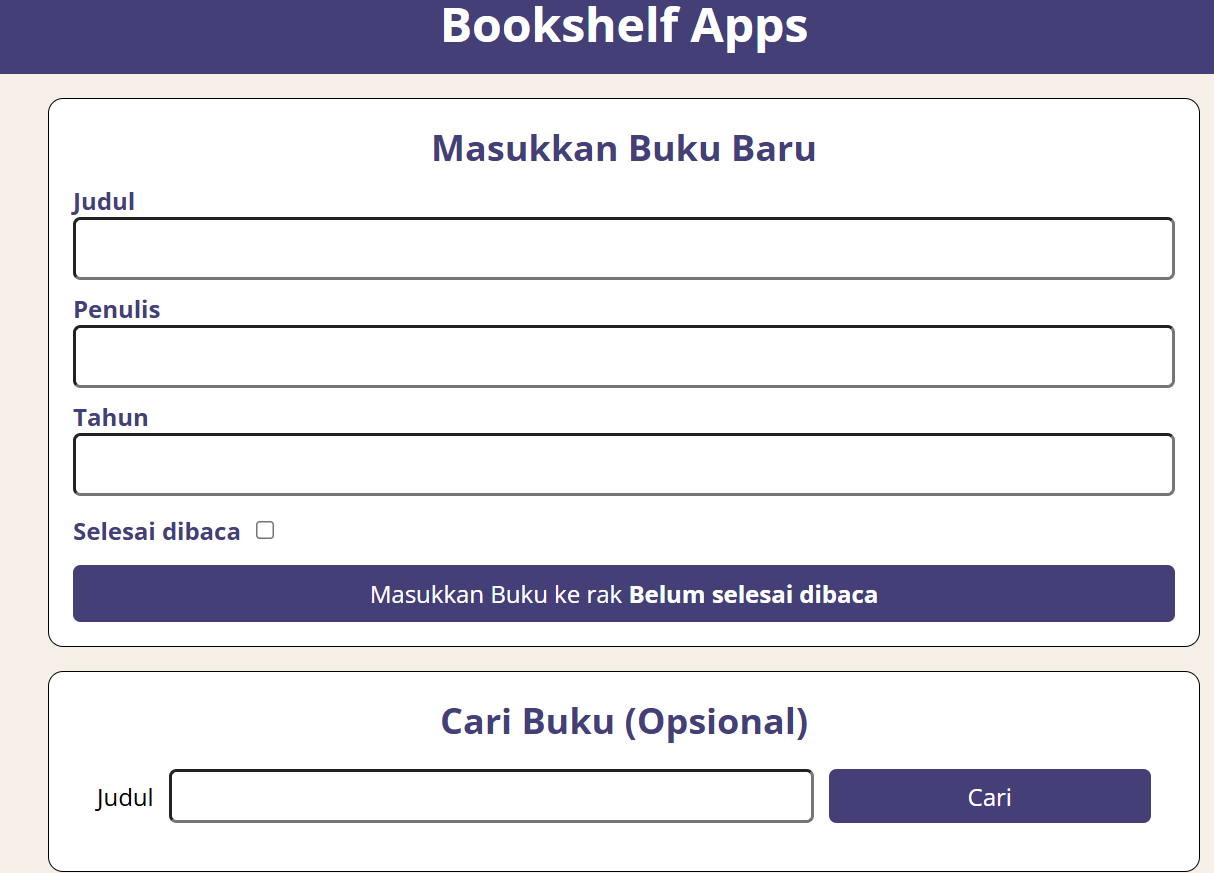 Bookshelf Apps
Masukkan Buku Baru
Judul
Penulis
Tahun
Selesai dibaca
Masukkan Buku ke rak Belum selesai dibaca
Cari Buku (Opsional)
Judul
Cari